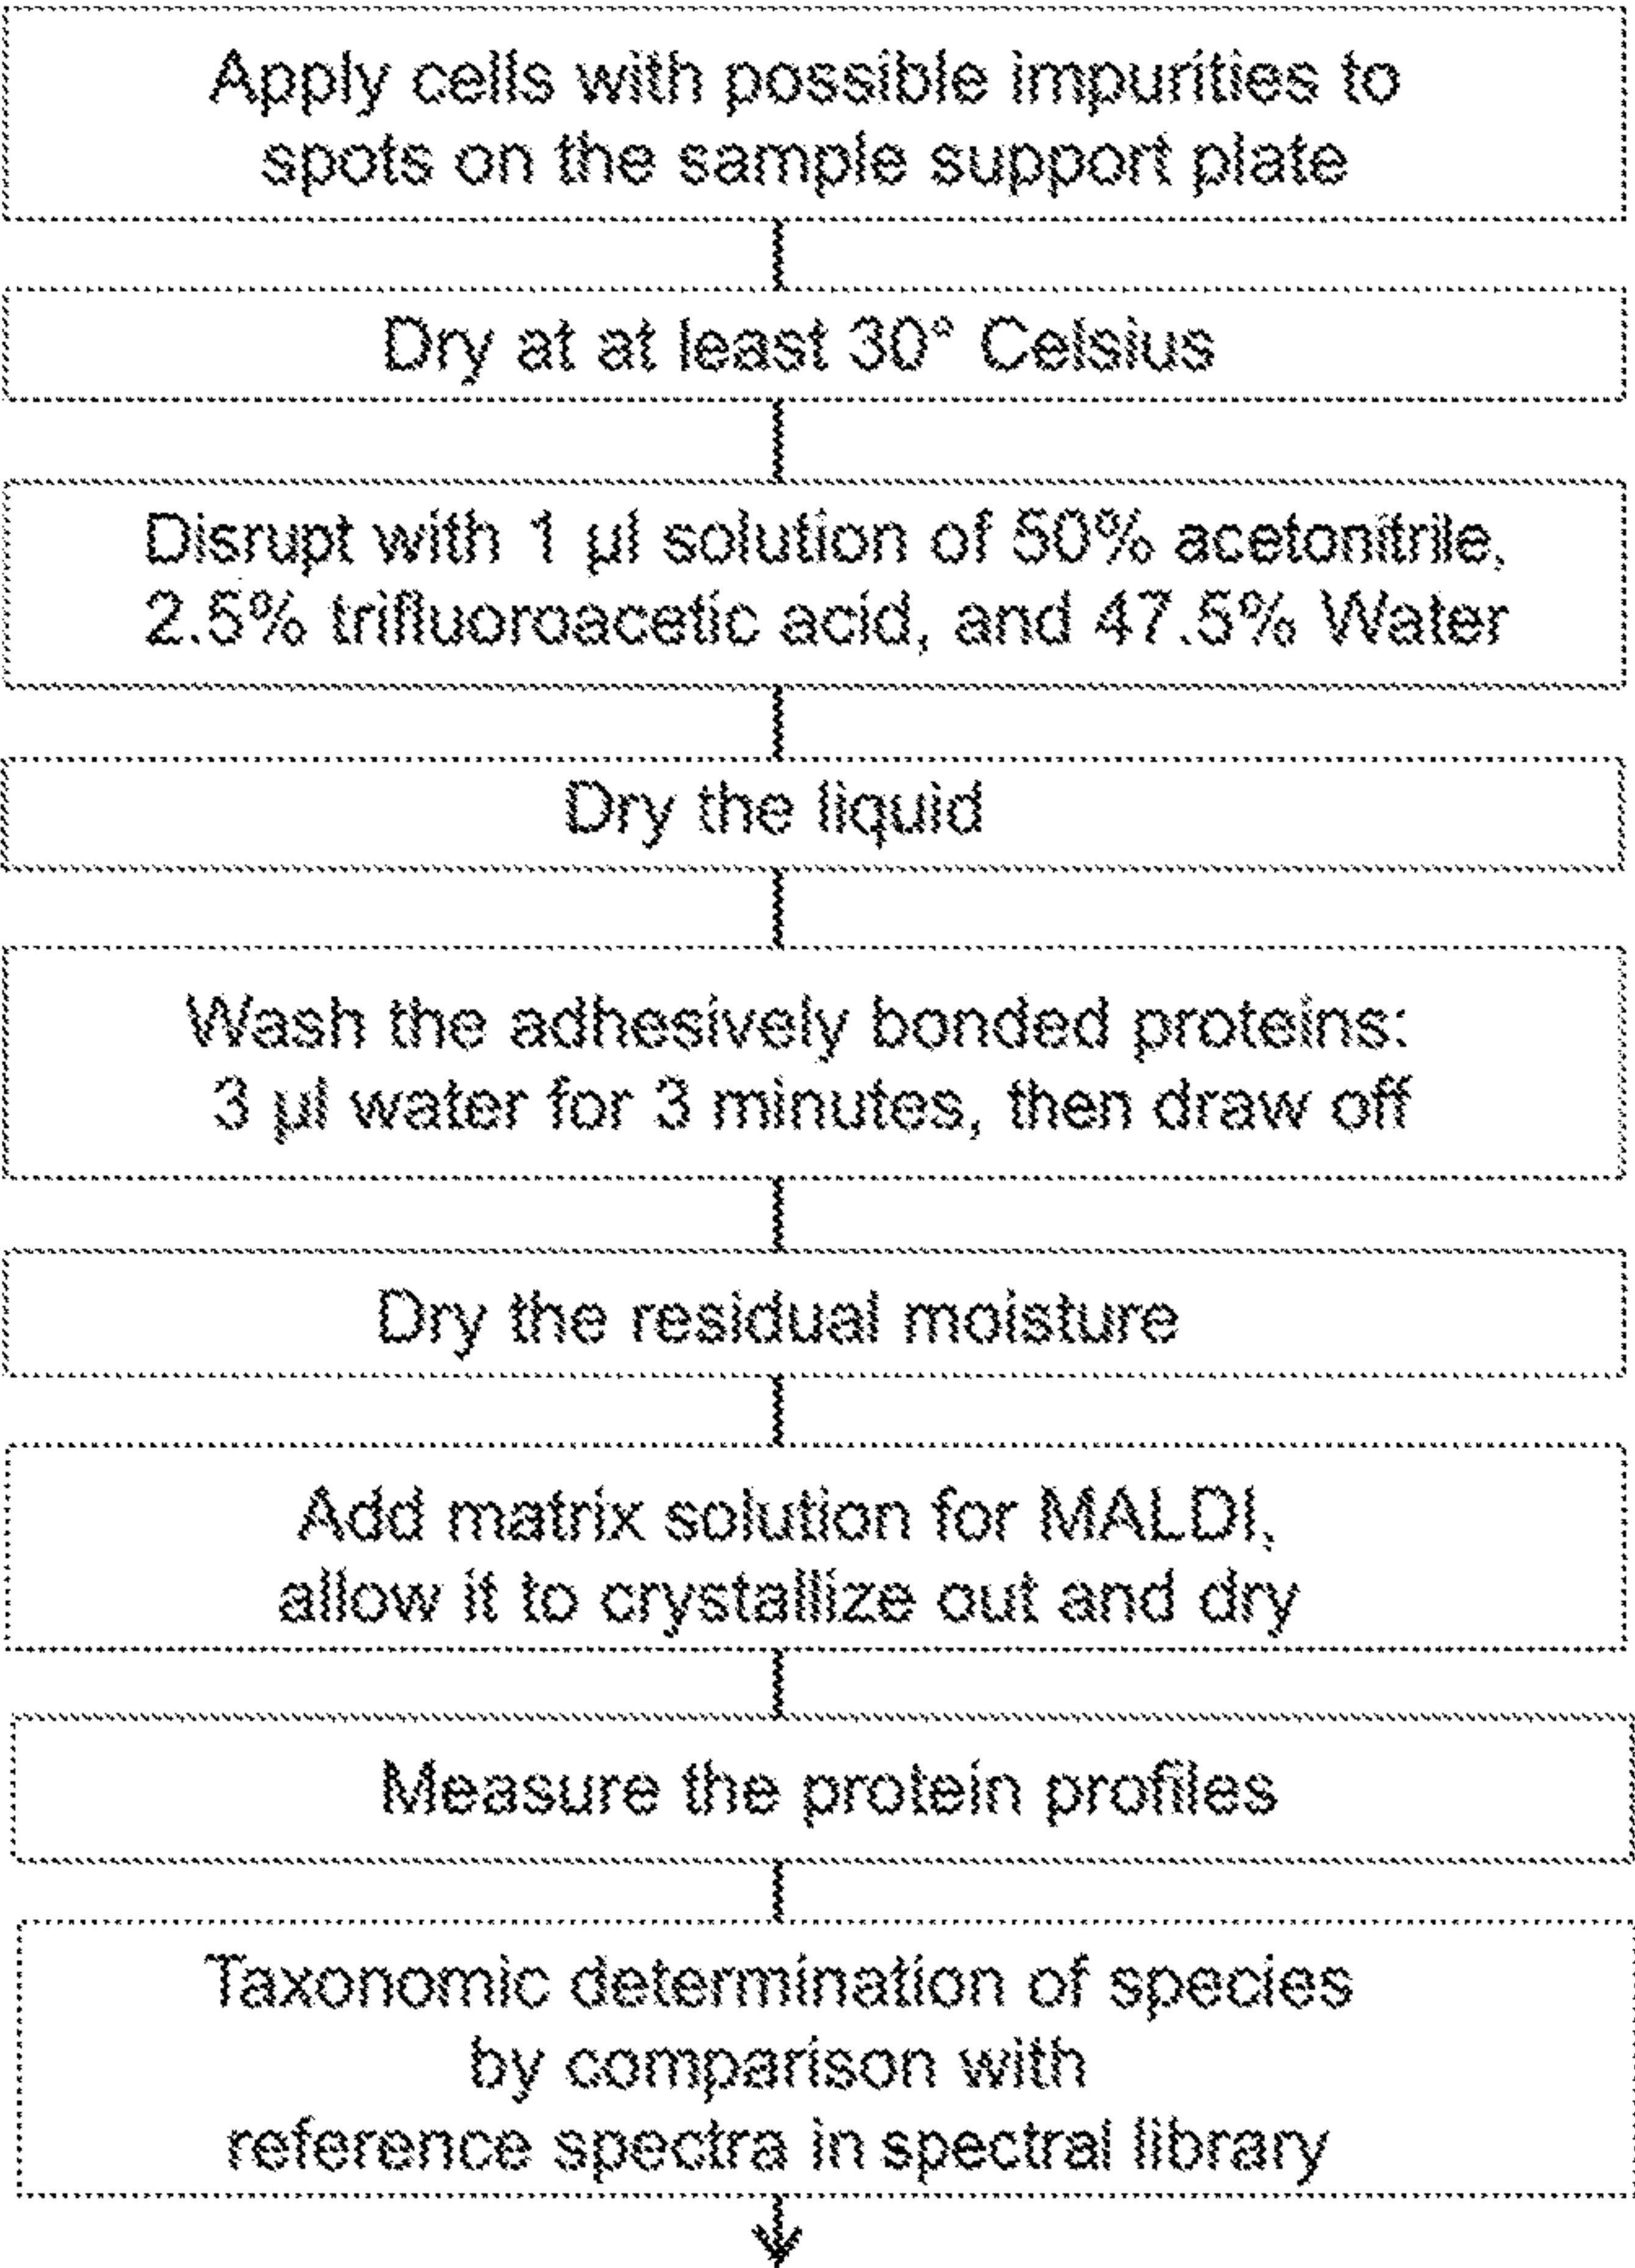 Apply cells with possible impurities to
spots on the sample support plate
Dry at at least 30° Celsius
Disrupt with 1 µl solution of 50% acetonitrile,
2.5% trifluoroacetic acid, and 47.5% Water
Dry the liquid
Wash the adhesively bonded proteins:
3 µl water for 3 minutes, then draw off
Dry the residual moisture
Add matrix solution for MALDI,
allow it to crystallize out and dry
Measure the protein profiles
Taxonomic determination of species
by comparison with
reference spectra in spectral library